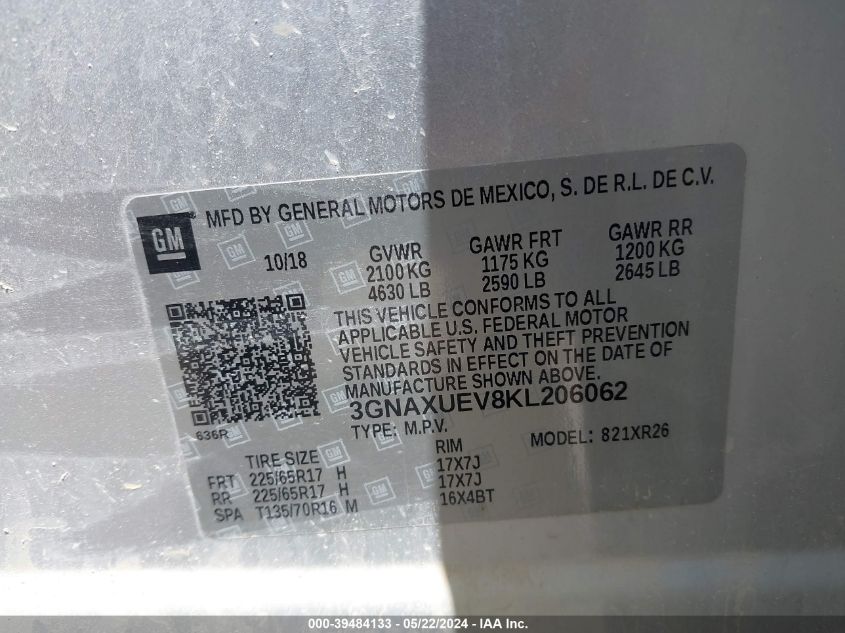 GM
MFD BY GENERAL MOTORS DE MEXICO, S. DE R.L. DE C.V.
10/18
GVWR
2100 KG
4630 LB
GAWR FRT
1175 KG
2590 LB
GAWR RR
1200 KG
2645 LB
THIS VEHICLE CONFORMS TO ALL
APPLICABLE U.S. FEDERAL MOTOR
VEHICLE SAFETY AND THEFT PREVENTION
STANDARDS IN EFFECT ON THE DATE OF
MANUFACTURE SHOWN ABOVE.
3GNAXUEV8KL206062
TYPE: M.P.V.
MODEL: 821XR26
636R
TIRE SIZE
RIM
FRT 225/65R17 H 17X7J
RR 225/65R17 H 17X7J
SPA T135/70R16 M 16X4BT
000-39484133 - 05/22/2024 - IAA Inc.